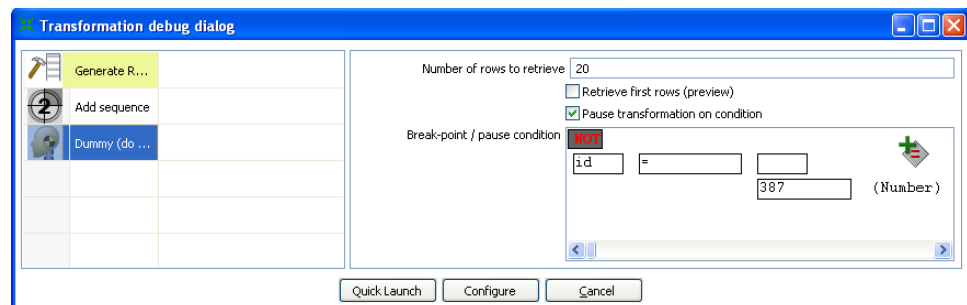 Transformation debug dialog
Generate R...
Add sequence
Dummy (do ...
Number of rows to retrieve 20
Retrieve first rows (preview)
Pause transformation on condition
Break-point / pause condition NOT
id =
387 (Number)
Quick Launch Configure Cancel